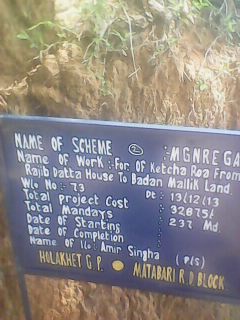 NAME OF SCHEME :- MGNREGA
Name of Work :- For. Of Ketcha Roa From
Rajib Datta House To Badan Mallik Land
W/o No :- 73 Dt : 13/12/13
Total project Cost : 32875/-
Total Mandays : 237 Md
Date of Starting :
Date of Completion :
Name of I/o : Amir Singha (P/S)
HOLAKHET G.P. MATABARI R.D BLOCK.